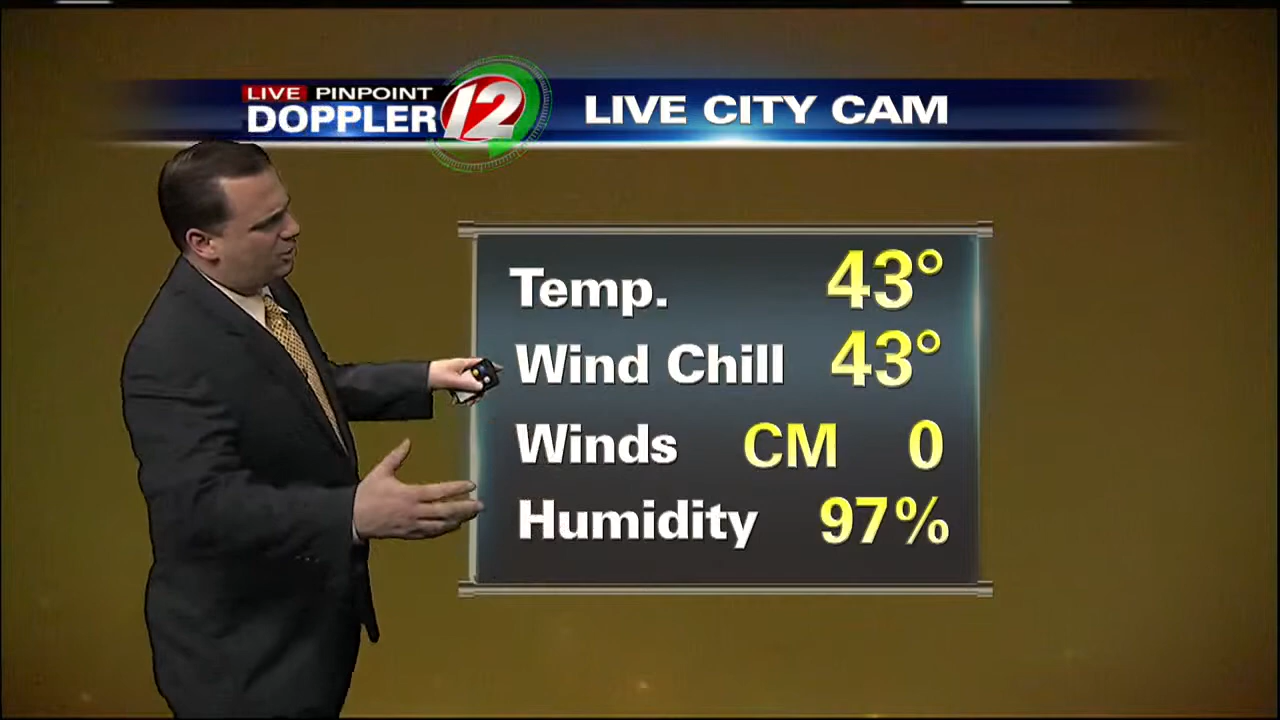 LIVE PINPOINT
DOPPLER 12
LIVE CITY CAM
Temp. 43°
Wind Chill 43°
Winds CM 0
Humidity 97%